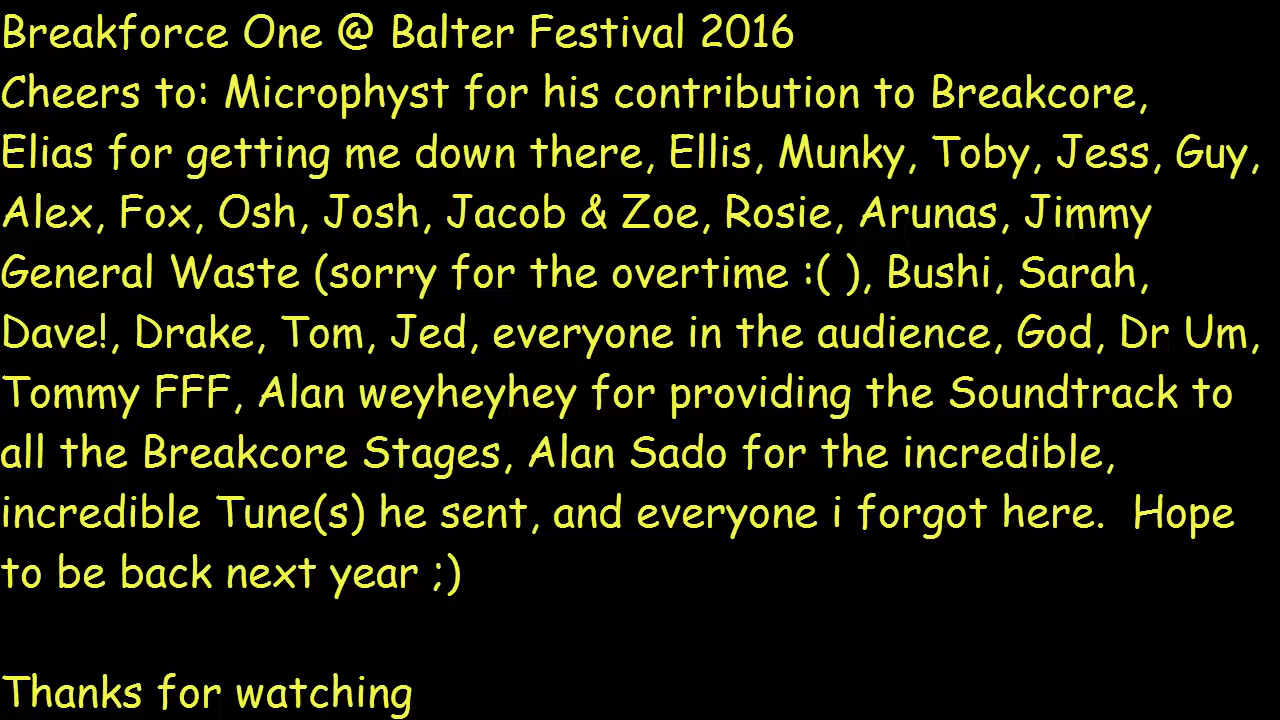 Breakforce One @ Balter Festival 2016
Cheers to: Microphyst for his contribution to Breakcore,
Elias for getting me down there, Ellis, Munky, Toby, Jess, Guy,
Alex, Fox, Osh, Josh, Jacob & Zoe, Rosie, Arunas, Jimmy
General Waste (sorry for the overtime :( ), Bushi, Sarah,
Dave!, Drake, Tom, Jed, everyone in the audience, God, Dr Um,
Tommy FFF, Alan weyheyhey for providing the Soundtrack to
all the Breakcore Stages, Alan Sado for the incredible,
incredible Tune(s) he sent, and everyone i forgot here.  Hope
to be back next year ;)
Thanks for watching